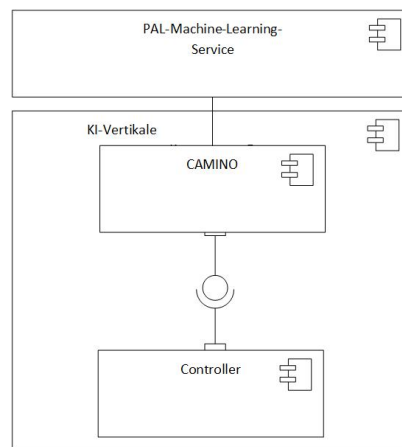 PAL-Machine-Learning-
Service
KI-Vertikale
CAMINO
Controller